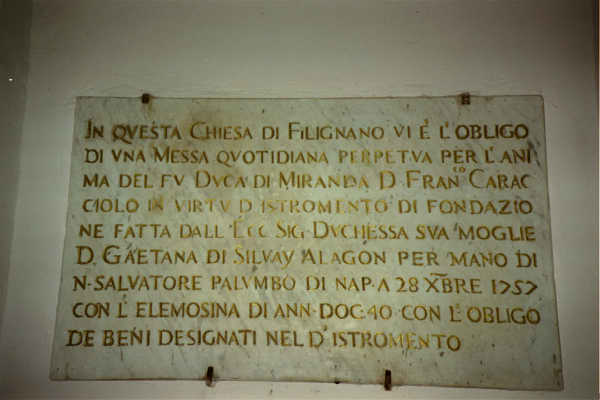 IN QVESTA CHIESA DI FILIGNANO VI É L'OBLIGO
DI VNA MESSA QVOTIDIANA PERPETVA PER L'ANI
MA DEL FV DVCA DI MIRANDA D. FRAN.CO CARAC
CIOLO IN VIRTV D'ISTROMENTO DI FONDAZIO
NE FATTA DALL'ECC. SIG. DVCHESSA SVA MOGLIE
D. GAETANA DI SILVAY ALAGON PER MANO DI
N. SALVATORE PALVMBO DI NAP. A 28 XBRE 1757
CON L'ELEMOSINA DI ANN. DOC: 40 CON L'OBLIGO
DE BENI DESIGNATI NEL D. ISTROMENTO